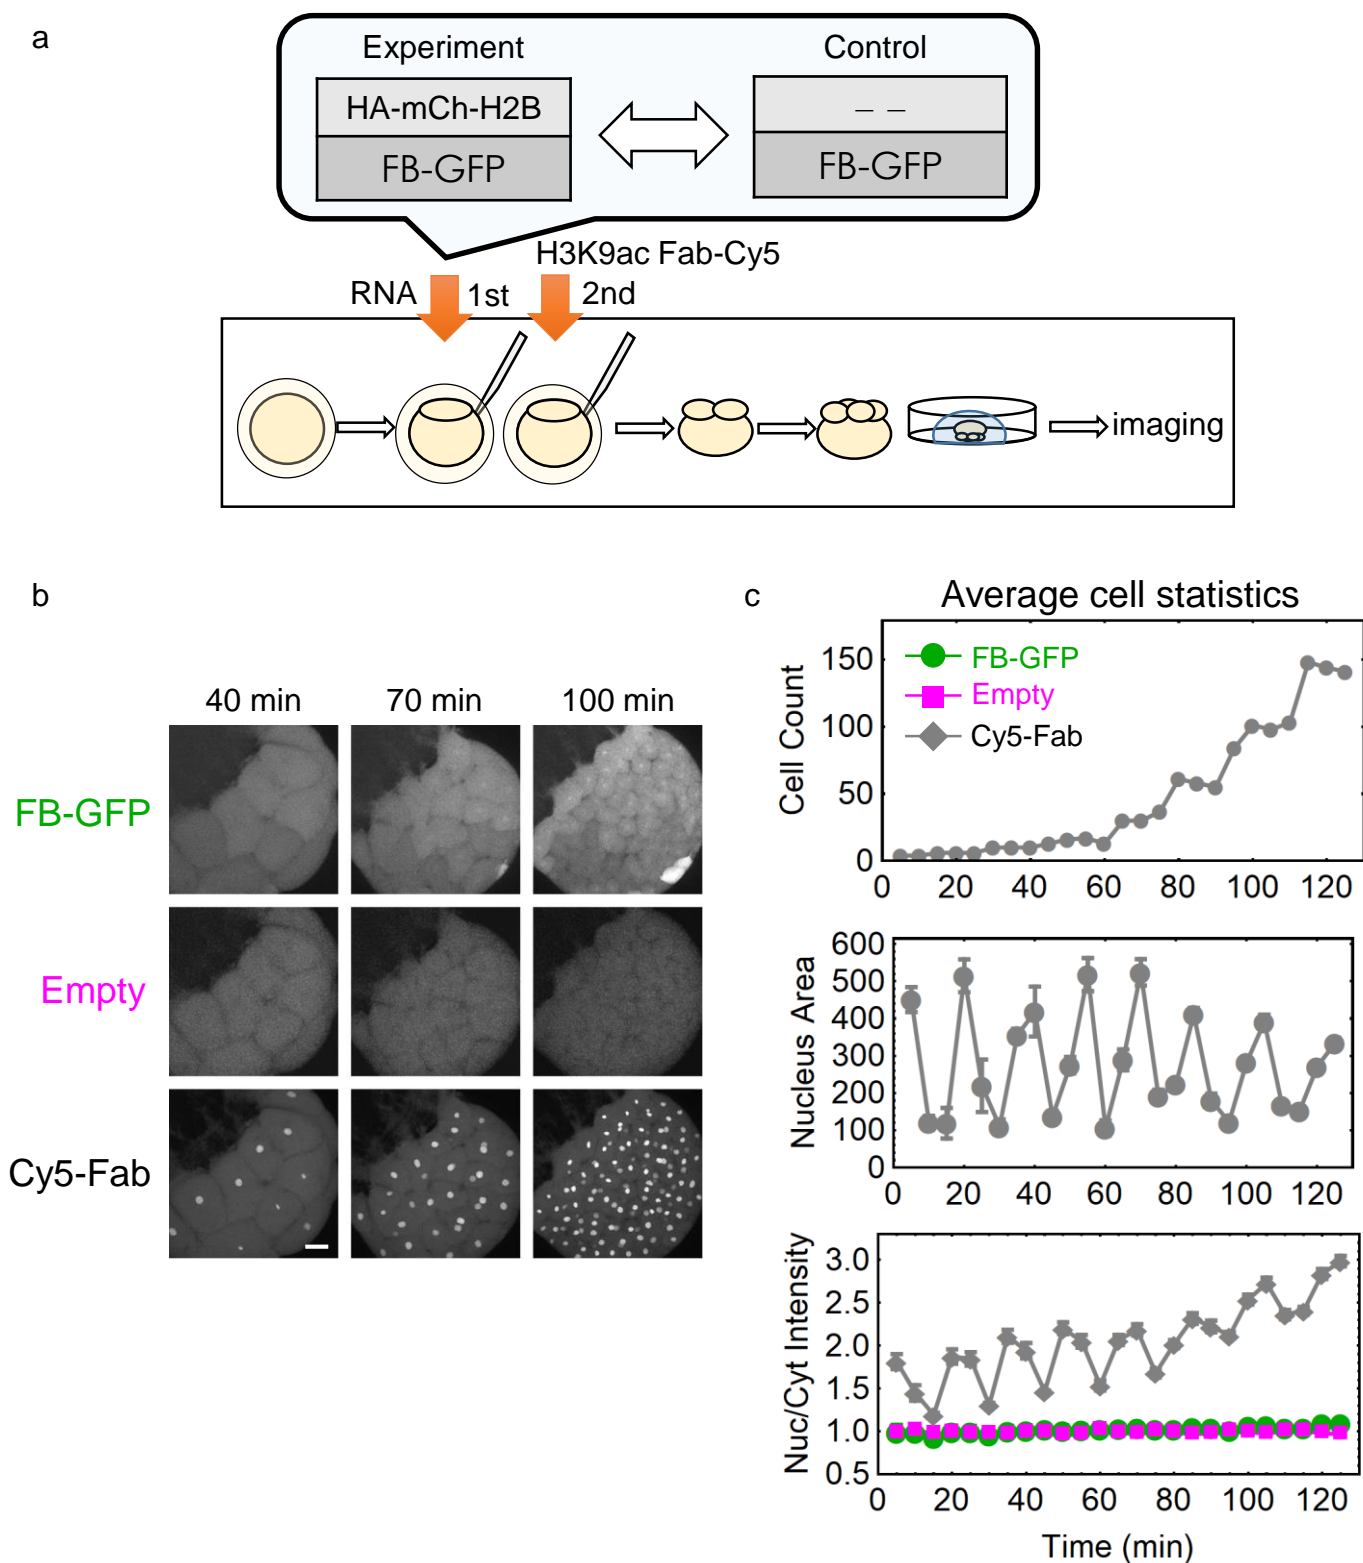 a
Experiment
Control
HA-mCh-H2B
– –
FB-GFP
FB-GFP
H3K9ac Fab-Cy5
RNA
1st
2nd
imaging
b
40 min
70 min
100 min
FB-GFP
Empty
Cy5-Fab
c
Average cell statistics
Cell Count
150
100
50
0
FB-GFP
Empty
Cy5-Fab
0 20 40 60 80 100 120
Nucleus Area
600
500
400
300
200
100
0
0 20 40 60 80 100 120
Nuc/Cyt Intensity
3.0
2.5
2.0
1.5
1.0
0.5
0 20 40 60 80 100 120
Time (min)